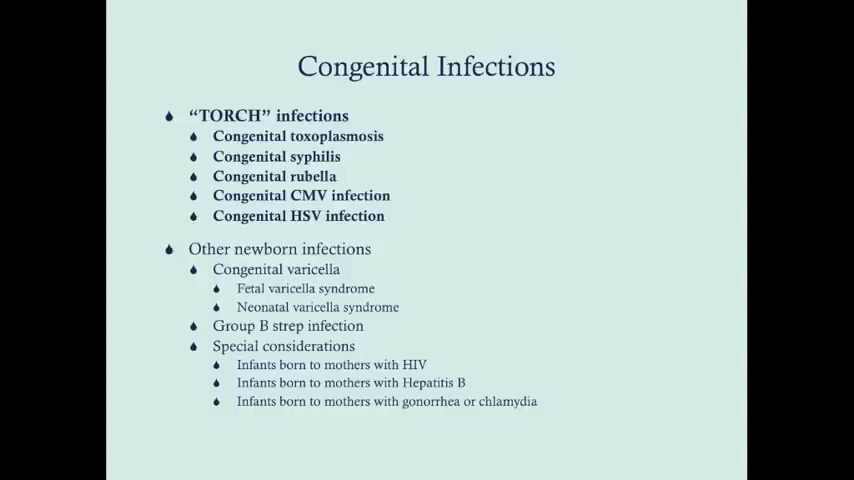 Congenital Infections
“TORCH” infections
Congenital toxoplasmosis
Congenital syphilis
Congenital rubella
Congenital CMV infection
Congenital HSV infection
Other newborn infections
Congenital varicella
Fetal varicella syndrome
Neonatal varicella syndrome
Group B strep infection
Special considerations
Infants born to mothers with HIV
Infants born to mothers with Hepatitis B
Infants born to mothers with gonorrhea or chlamydia